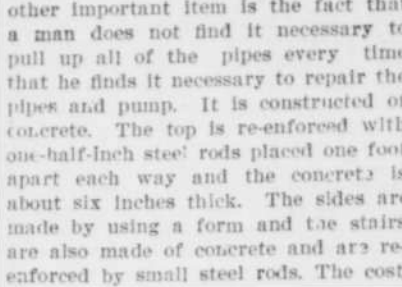 other important item is the fact that
a man does not find it necessary to
pull up all of the pipes every time
that he finds it necessary to repair the
pipes and pump. It is constructed of
concrete. The top is re-enforced with
one-half-inch steel rods placed one foot
apart each way and the concrete is
about six inches thick. The sides are
made by using a form and the stairs
are also made of concrete and are re-
enforced by small steel rods. The cost